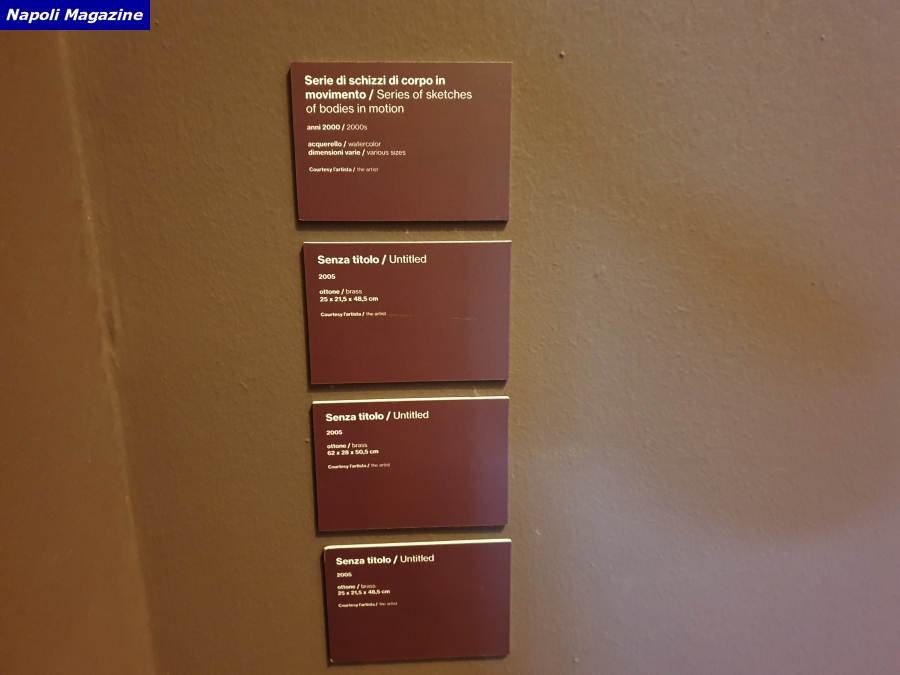 Napoli Magazine
Serie di schizzi di corpo in
movimento / Series of sketches
of bodies in motion
anni 2000 / 2000s
acquerello / watercolor
dimensioni varie / various sizes
Courtesy l'artista / the artist
Senza titolo / Untitled
2005
ottone / brass
25 x 21,5 x 48,5 cm
Courtesy l'artista / the artist
Senza titolo / Untitled
2005
ottone / brass
62 x 28 x 50,5 cm
Courtesy l'artista / the artist
Senza titolo / Untitled
2005
ottone / brass
25 x 21,5 x 48,5 cm
Courtesy l'artista / the artist